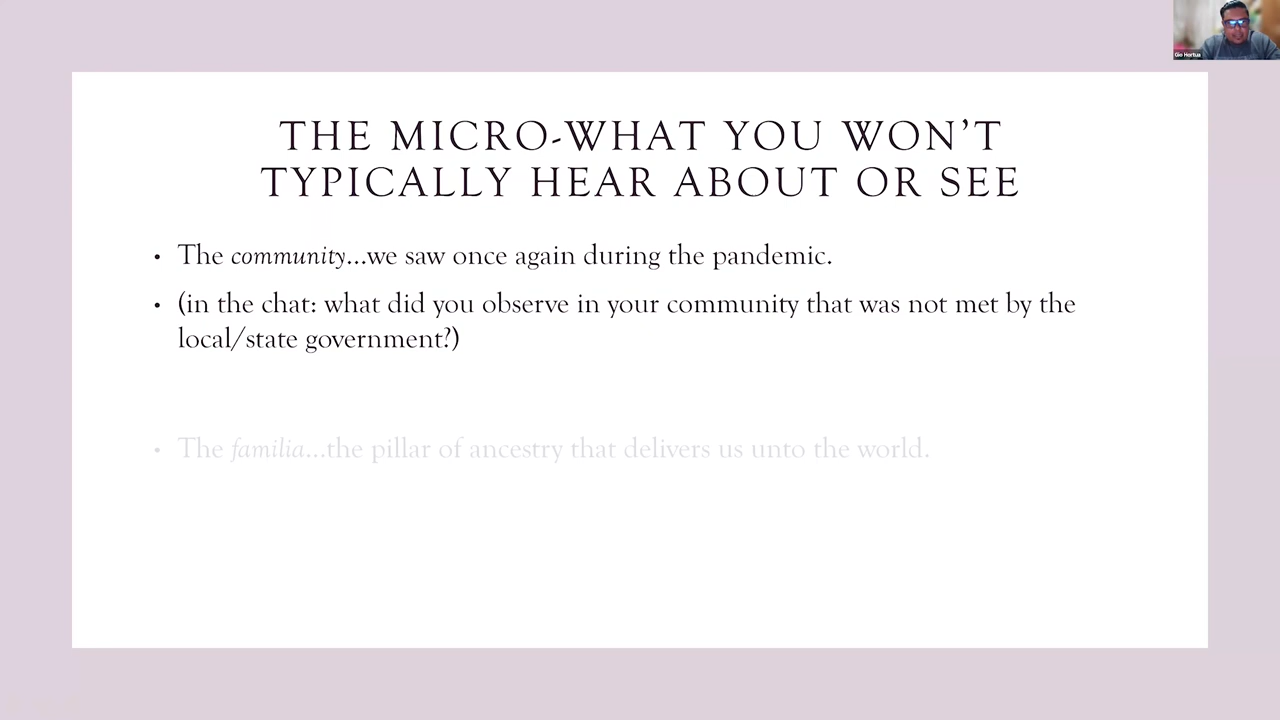 Gio Hortua
THE MICRO-WHAT YOU WON'T
TYPICALLY HEAR ABOUT OR SEE
• The community...we saw once again during the pandemic.
• (in the chat: what did you observe in your community that was not met by the
local/state government?)
• The familia...the pillar of ancestry that delivers us unto the world.